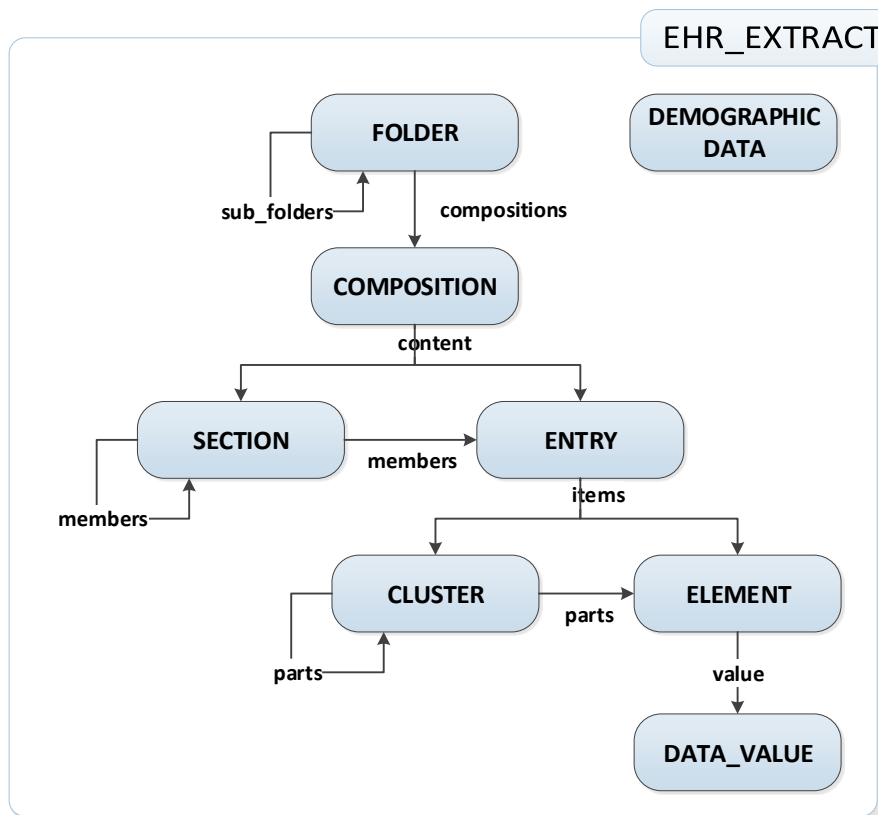 EHR_EXTRACT
FOLDER
DEMOGRAPHIC
DATA
sub_folders
compositions
COMPOSITION
content
SECTION
ENTRY
members
items
members
CLUSTER
ELEMENT
parts
parts
value
DATA_VALUE